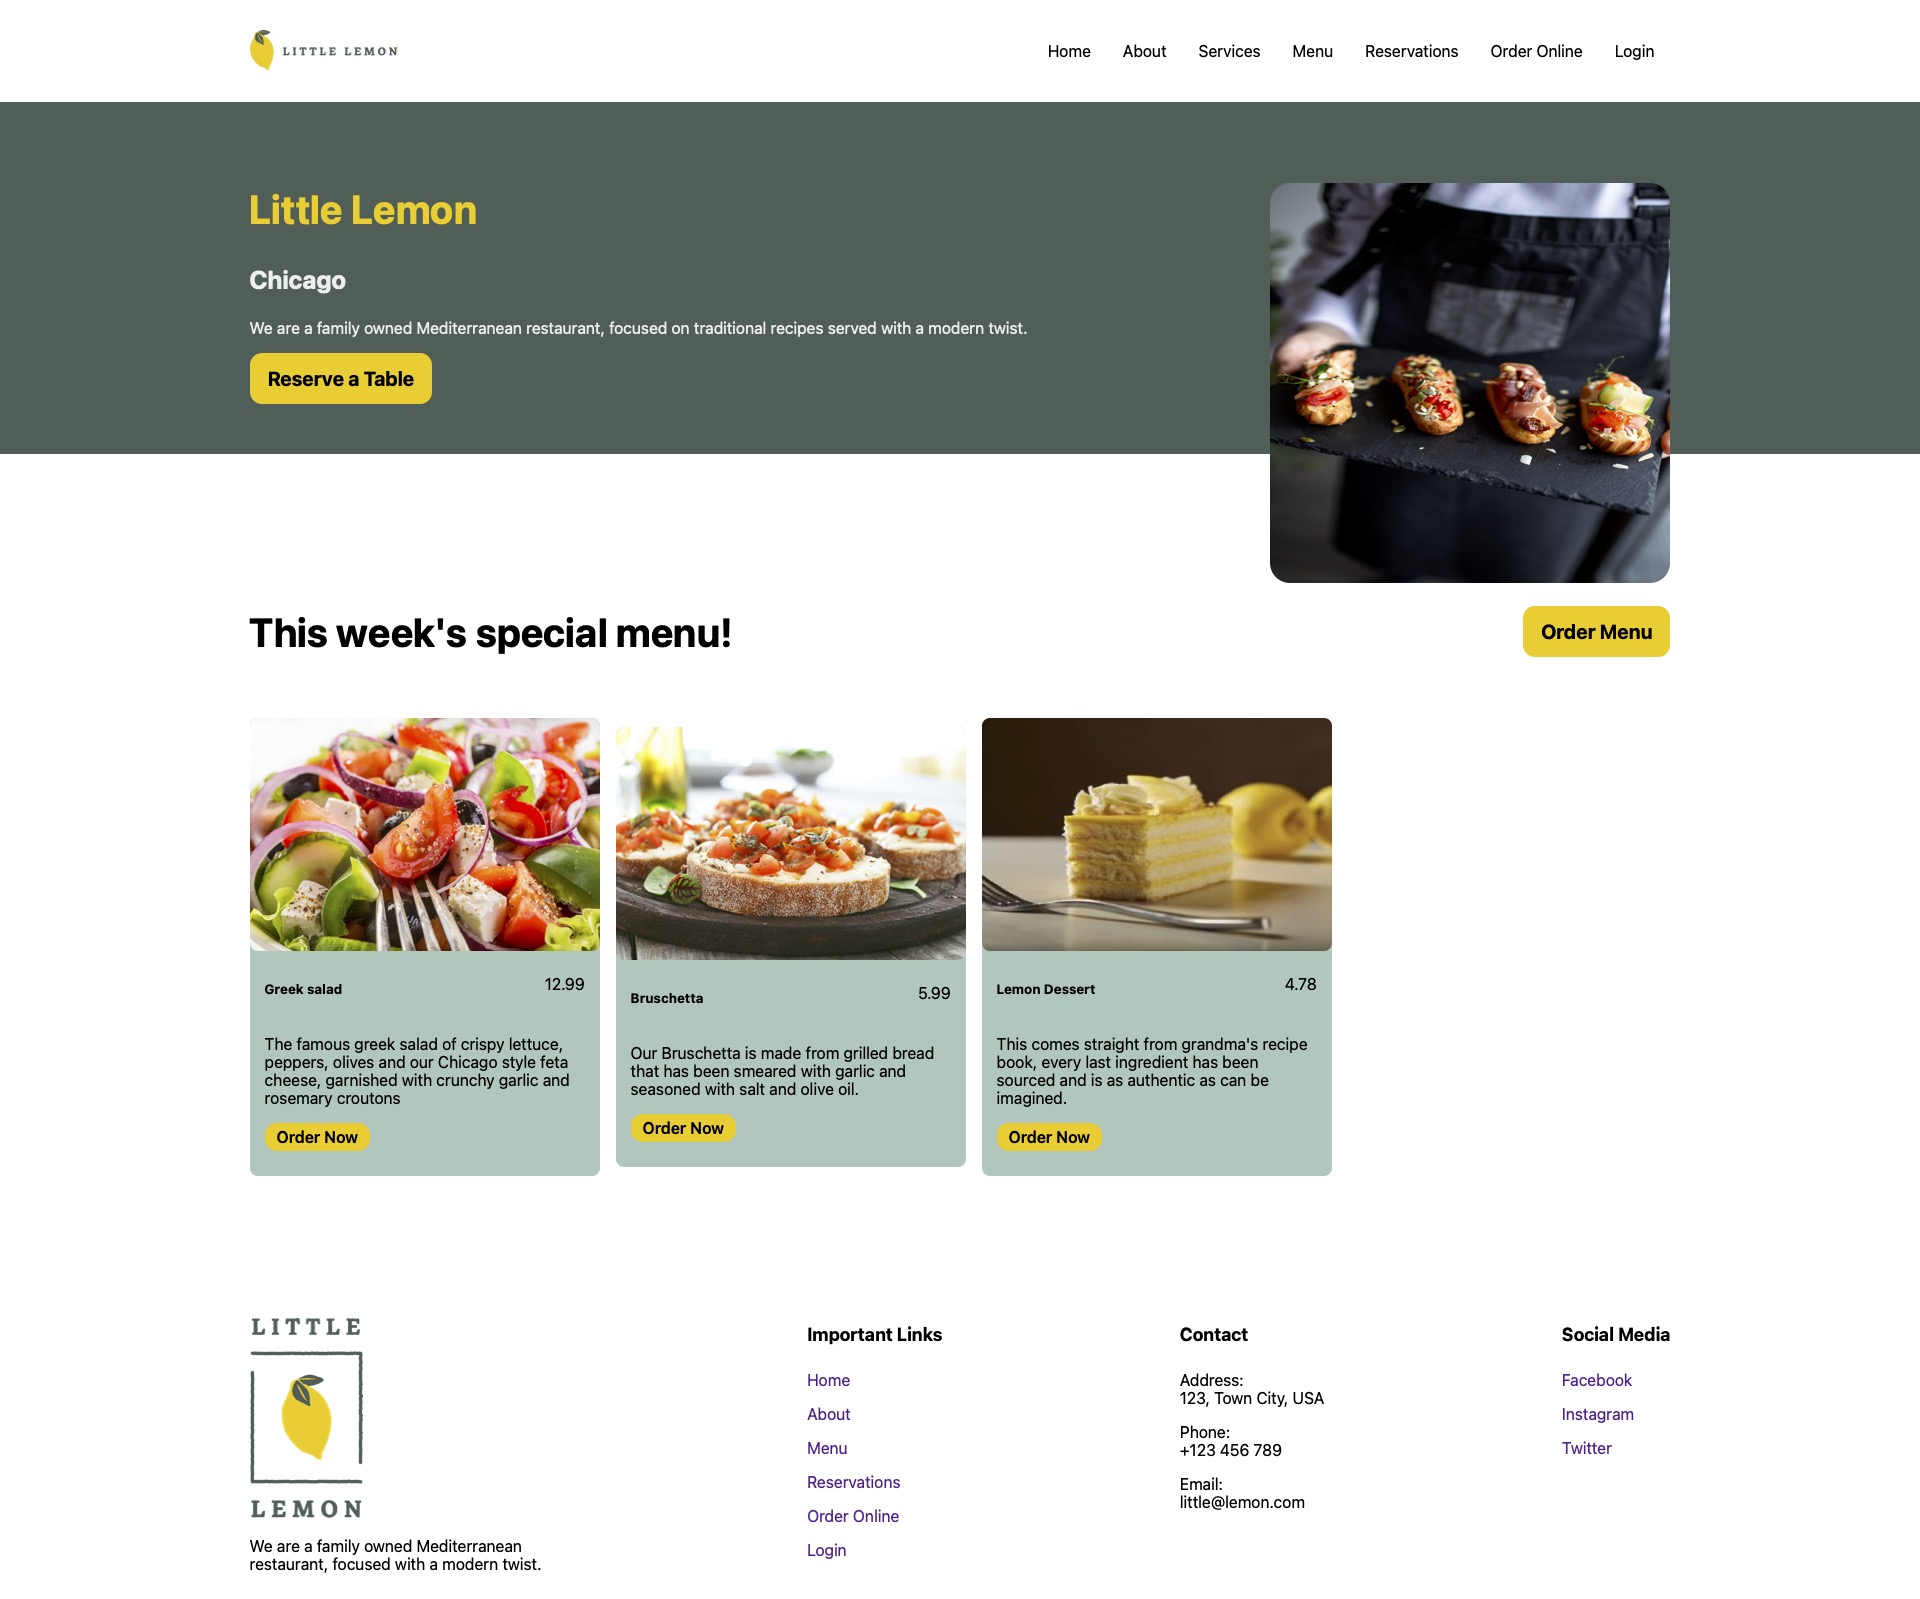 LITTLE LEMON
Home About Services Menu Reservations Order Online Login
Little Lemon
Chicago
We are a family owned Mediterranean restaurant, focused on traditional recipes served with a modern twist.
Reserve a Table
This week's special menu!
Order Menu
Greek salad 12.99
The famous greek salad of crispy lettuce,
peppers, olives and our Chicago style feta
cheese, garnished with crunchy garlic and
rosemary croutons
Order Now
Bruschetta 5.99
Our Bruschetta is made from grilled bread
that has been smeared with garlic and
seasoned with salt and olive oil.
Order Now
Lemon Dessert 4.78
This comes straight from grandma's recipe
book, every last ingredient has been
sourced and is as authentic as can be
imagined.
Order Now
LITTLE
LEMON
We are a family owned Mediterranean
restaurant, focused with a modern twist.
Important Links
Home
About
Menu
Reservations
Order Online
Login
Contact
Address:
123, Town City, USA
Phone:
+123 456 789
Email:
little@lemon.com
Social Media
Facebook
Instagram
Twitter